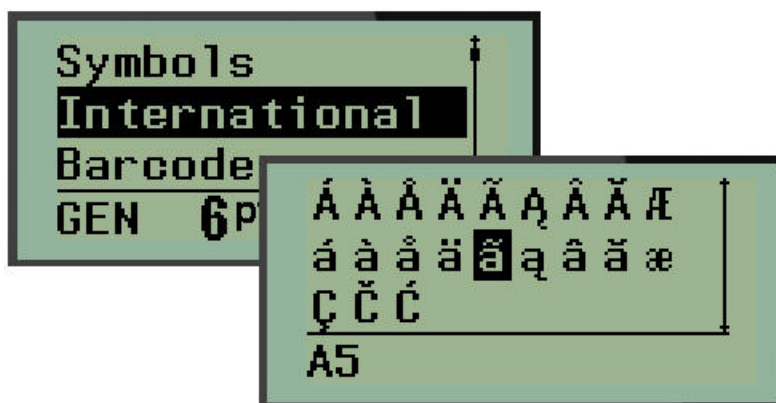 Symbols
International
Barcode
GEN 6P
Á À Â Ä Ã Ą Â Ă Æ
á à å ä ã ą â ă æ
Ç Č Ć
A5